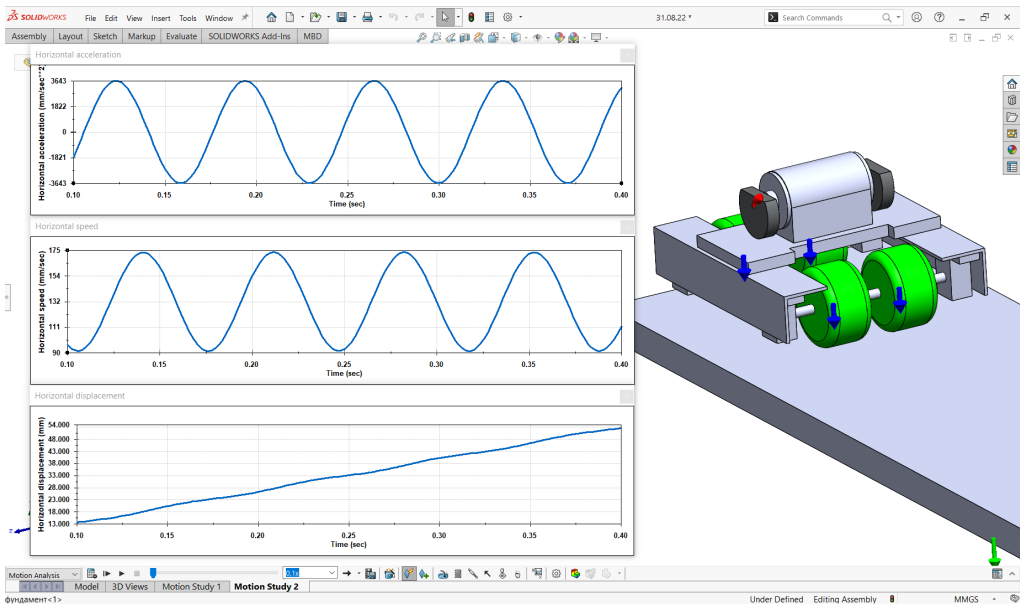 SOLIDWORKS File Edit View Insert Tools Window 31.08.22 * Search Commands
Assembly Layout Sketch Markup Evaluate SOLIDWORKS Add-Ins MBD
Horizontal acceleration
Horizontal acceleration (mm/sec**2)
3643
1822
0
-1821
-3643
0.10 0.15 0.20 0.25 0.30 0.35 0.40
Time (sec)
Horizontal speed
Horizontal speed (mm/sec)
175
154
132
111
90
0.10 0.15 0.20 0.25 0.30 0.35 0.40
Time (sec)
Horizontal displacement
Horizontal displacement (mm)
54.000
48.000
43.000
38.000
33.000
28.000
23.000
18.000
13.000
0.10 0.15 0.20 0.25 0.30 0.35 0.40
Time (sec)
z
Motion Analysis
Model 3D Views Motion Study 1 Motion Study 2
фундамент<1> Under Defined Editing Assembly MMGS